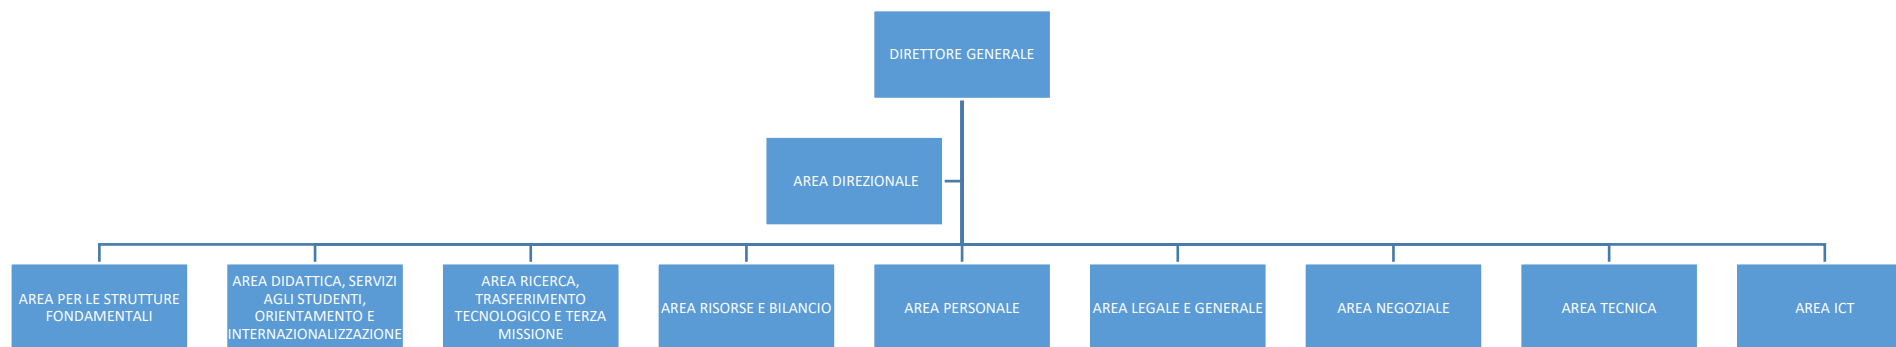 DIRETTORE GENERALE
AREA DIREZIONALE
AREA PER LE STRUTTURE
FONDAMENTALI
AREA DIDATTICA, SERVIZI
AGLI STUDENTI,
ORIENTAMENTO E
INTERNAZIONALIZZAZIONE
AREA RICERCA,
TRASFERIMENTO
TECNOLOGICO E TERZA
MISSIONE
AREA RISORSE E BILANCIO
AREA PERSONALE
AREA LEGALE E GENERALE
AREA NEGOZIALE
AREA TECNICA
AREA ICT